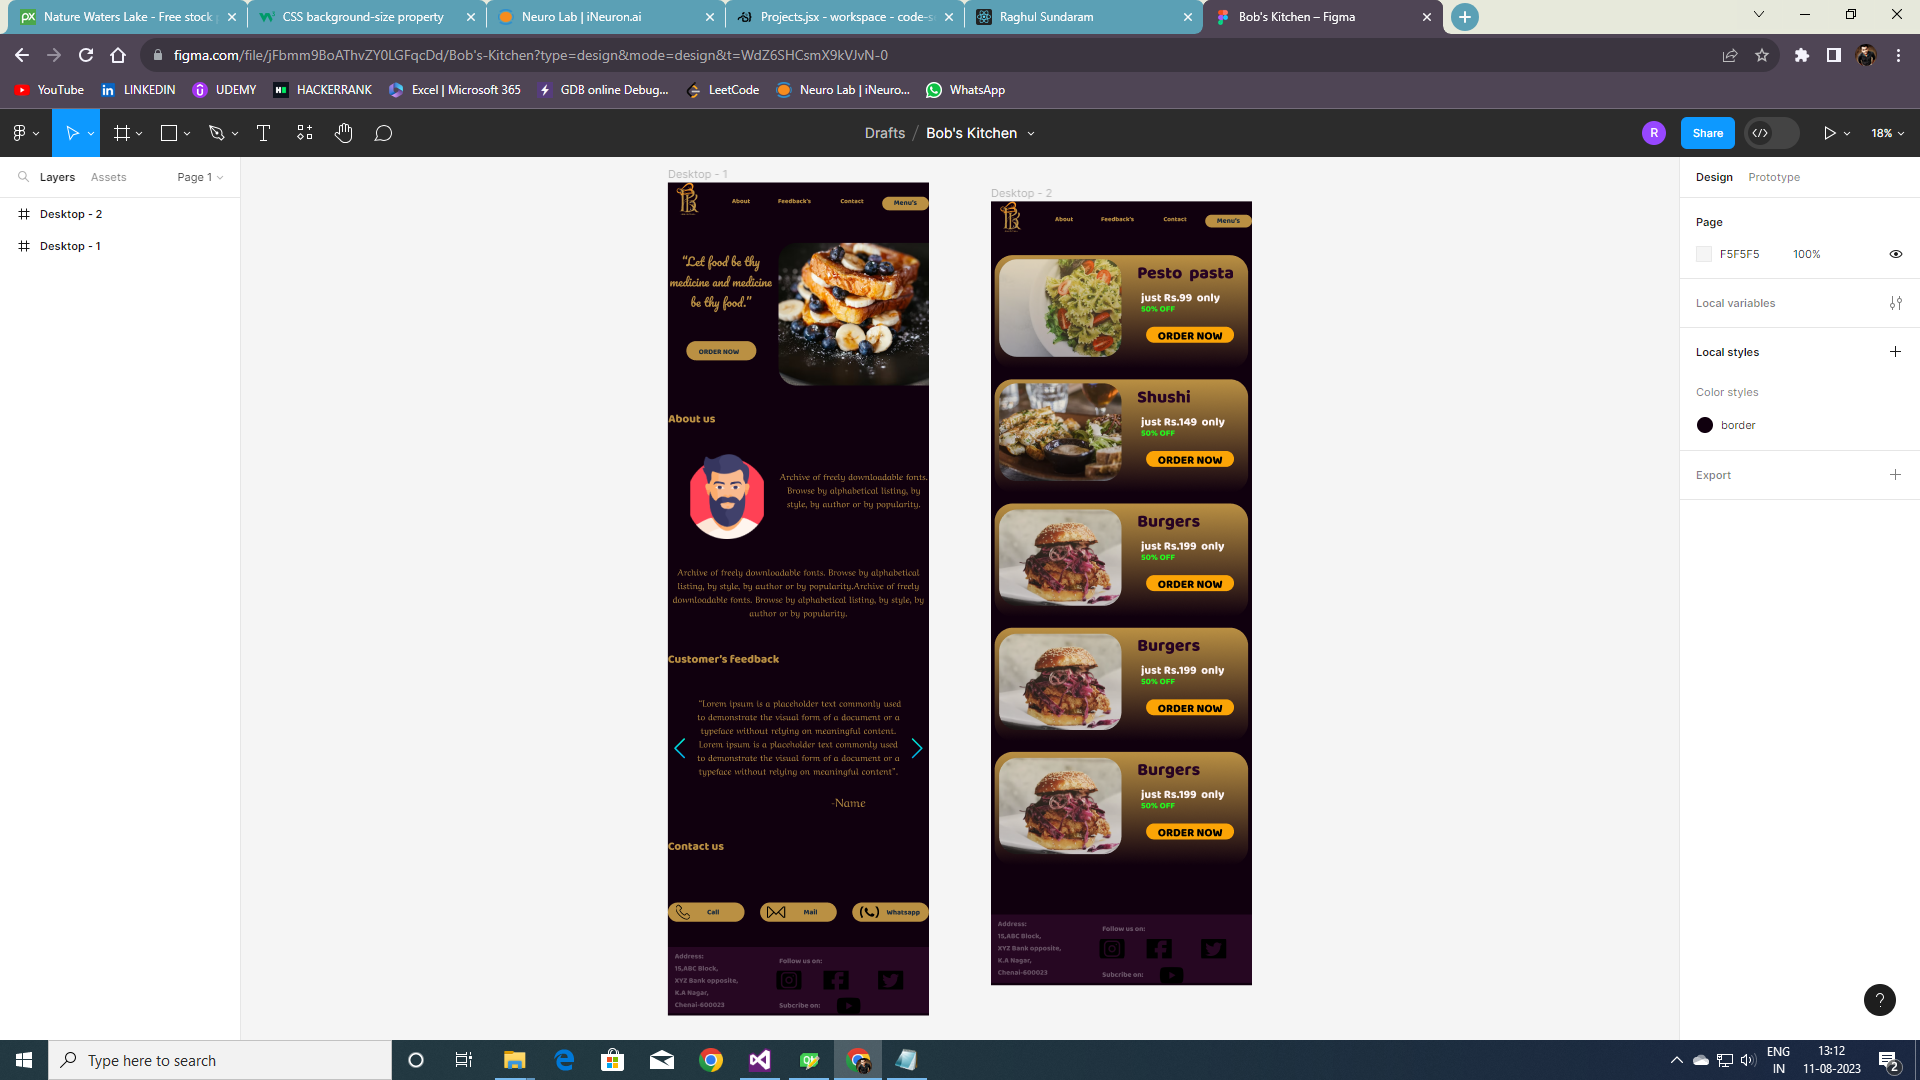 Nature Waters Lake - Free stock p
CSS background-size property
Neuro Lab | iNeuron.ai
Projects.jsx - workspace - code-s
Raghul Sundaram
Bob's Kitchen – Figma
figma.com/file/jFbmm9BoAThvZY0LGFqcDd/Bob's-Kitchen?type=design&mode=design&t=WdZ6SHCsmX9kVJvN-0
YouTube
LINKEDIN
UDEMY
HACKERRANK
Excel | Microsoft 365
GDB online Debug...
LeetCode
Neuro Lab | iNeuro...
WhatsApp
Drafts / Bob's Kitchen
R
Share
18%
Layers
Assets
Page 1
Desktop - 2
Desktop - 1
Desktop - 1
About
Feedback's
Contact
Menu's
"Let food be thy
medicine and medicine
be thy food."
ORDER NOW
About us
Archive of freely downloadable fonts.
Browse by alphabetical listing, by
style, by author or by popularity.
Archive of freely downloadable fonts. Browse by alphabetical
listing, by style, by author or by popularity.Archive of freely
downloadable fonts. Browse by alphabetical listing, by style, by
author or by popularity.
Customer's feedback
"Lorem ipsum is a placeholder text commonly used
to demonstrate the visual form of a document or a
typeface without relying on meaningful content.
Lorem ipsum is a placeholder text commonly used
to demonstrate the visual form of a document or a
typeface without relying on meaningful content".
-Name
Contact us
Call
Mail
Whatsapp
Address:
15,ABC Block,
XYZ Bank opposite,
K.A Nagar,
Chenai-600023
Follow us on:
Subcribe on:
Desktop - 2
About
Feedback's
Contact
Menu's
Pesto pasta
just Rs.99 only
50% OFF
ORDER NOW
Shushi
just Rs.149 only
50% OFF
ORDER NOW
Burgers
just Rs.199 only
50% OFF
ORDER NOW
Burgers
just Rs.199 only
50% OFF
ORDER NOW
Burgers
just Rs.199 only
50% OFF
ORDER NOW
Address:
15,ABC Block,
XYZ Bank opposite,
K.A Nagar,
Chenai-600023
Follow us on:
Subcribe on:
Design
Prototype
Page
F5F5F5
100%
Local variables
Local styles
Color styles
border
Export
?
Type here to search
ENG
IN
13:12
11-08-2023
2